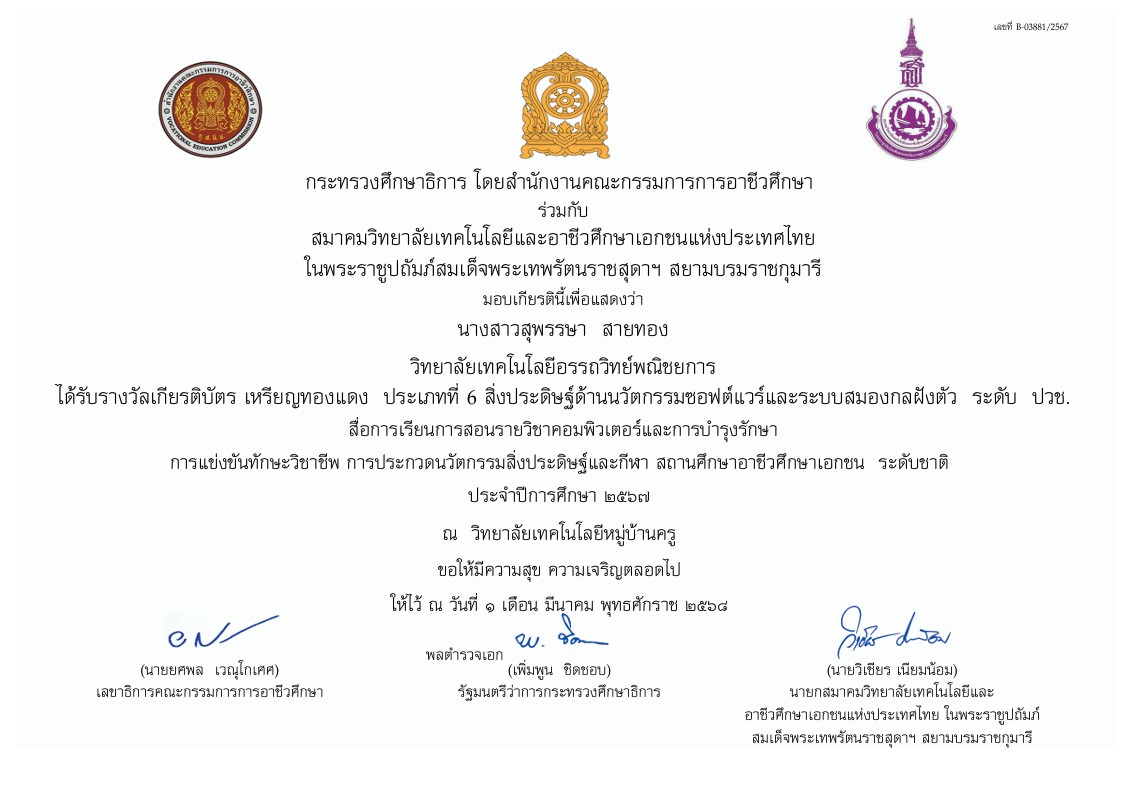 เลขที่ B-03881/2567
สำนักงานคณะกรรมการการอาชีวศึกษา
VOCATIONAL EDUCATION COMMISSION
กระทรวงศึกษาธิการ โดยสำนักงานคณะกรรมการการอาชีวศึกษา
ร่วมกับ
สมาคมวิทยาลัยเทคโนโลยีและอาชีวศึกษาเอกชนแห่งประเทศไทย
ในพระราชูปถัมภ์สมเด็จพระเทพรัตนราชสุดาฯ สยามบรมราชกุมารี
มอบเกียรตินี้เพื่อแสดงว่า
นางสาวสุพรรษา สายทอง
วิทยาลัยเทคโนโลยีอรรถวิทย์พณิชยการ
ได้รับรางวัลเกียรติบัตร เหรียญทองแดง ประเภทที่ 6 สิ่งประดิษฐ์ด้านนวัตกรรมซอฟต์แวร์และระบบสมองกลฝังตัว ระดับ ปวช.
สื่อการเรียนการสอนรายวิชาคอมพิวเตอร์และการบำรุงรักษา
การแข่งขันทักษะวิชาชีพ การประกวดนวัตกรรมสิ่งประดิษฐ์และกีฬา สถานศึกษาอาชีวศึกษาเอกชน ระดับชาติ
ประจำปีการศึกษา ๒๕๖๗
ณ วิทยาลัยเทคโนโลยีหมู่บ้านครู
ขอให้มีความสุข ความเจริญตลอดไป
ให้ไว้ ณ วันที่ ๑ เดือน มีนาคม พุทธศักราช ๒๕๖๘
พลตำรวจเอก
(นายยศพล เวณุโกเศศ) (เพิ่มพูน ชิดชอบ) (นายวิเชียร เนียมน้อม)
เลขาธิการคณะกรรมการการอาชีวศึกษา รัฐมนตรีว่าการกระทรวงศึกษาธิการ นายกสมาคมวิทยาลัยเทคโนโลยีและ
อาชีวศึกษาเอกชนแห่งประเทศไทย ในพระราชูปถัมภ์
สมเด็จพระเทพรัตนราชสุดาฯ สยามบรมราชกุมารี